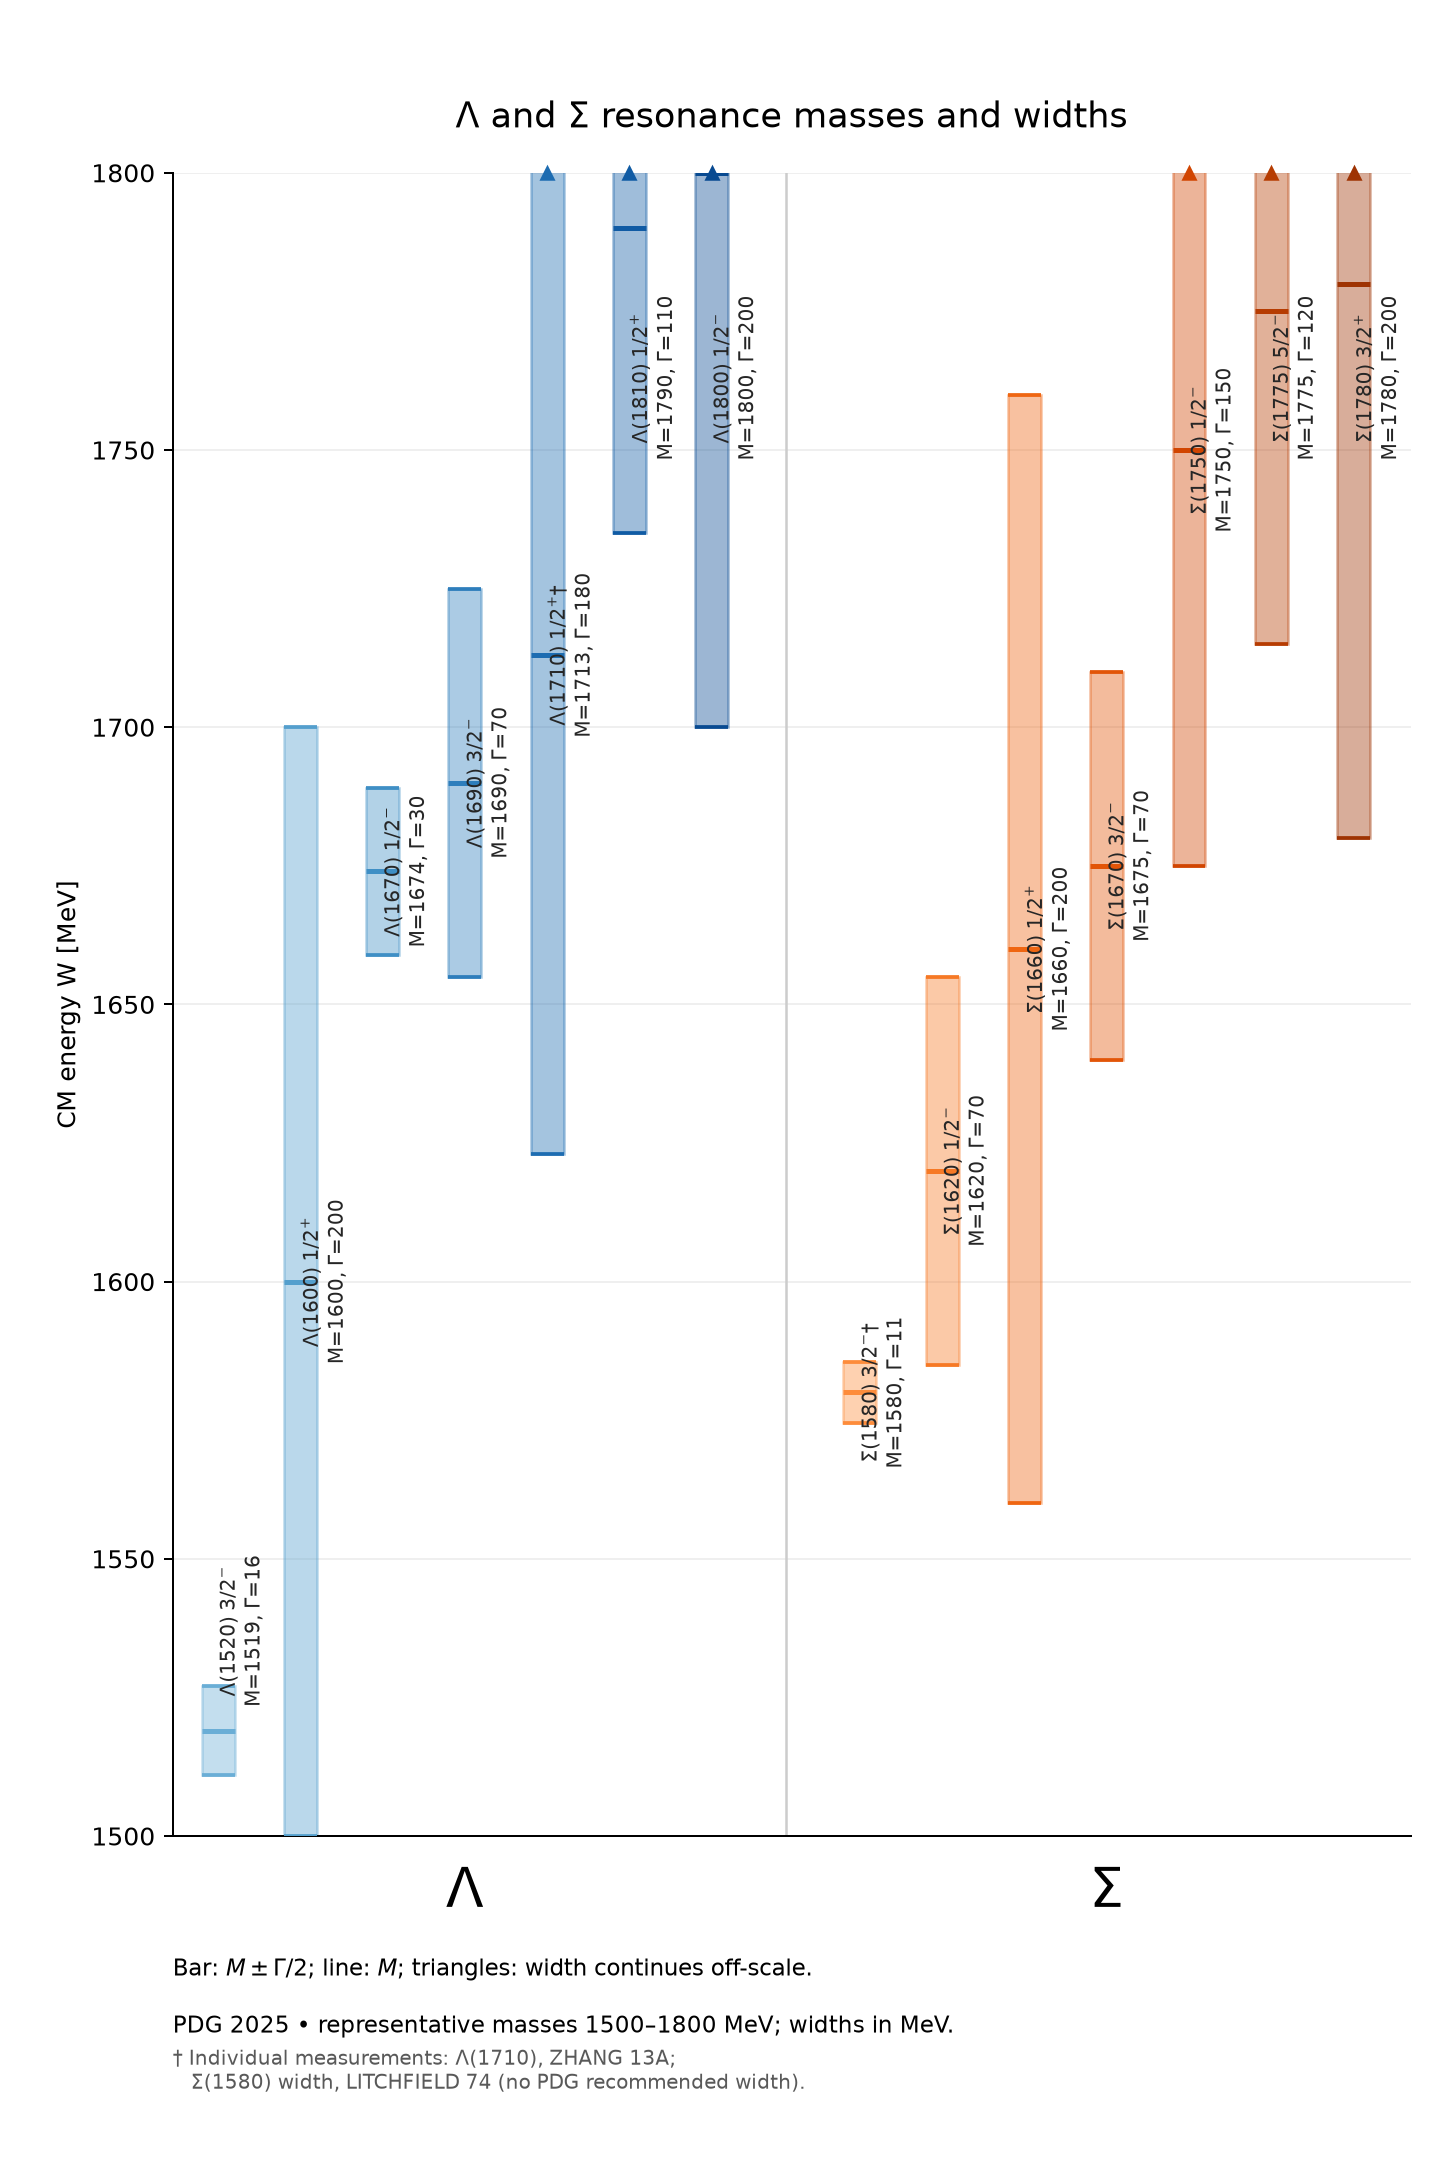 Λ and Σ resonance masses and widths
CM energy W [MeV]
1800
1750
1700
1650
1600
1550
1500
Λ(1520) 3/2⁻
M=1519, Γ=16
Λ(1600) 1/2⁺
M=1600, Γ=200
Λ(1670) 1/2⁻
M=1674, Γ=30
Λ(1690) 3/2⁻
M=1690, Γ=70
Λ(1710) 1/2⁺†
M=1713, Γ=180
Λ(1810) 1/2⁺
M=1790, Γ=110
Λ(1800) 1/2⁻
M=1800, Γ=200
Σ(1580) 3/2⁻†
M=1580, Γ=11
Σ(1620) 1/2⁻
M=1620, Γ=70
Σ(1660) 1/2⁺
M=1660, Γ=200
Σ(1670) 3/2⁻
M=1675, Γ=70
Σ(1750) 1/2⁻
M=1750, Γ=150
Σ(1775) 5/2⁻
M=1775, Γ=120
Σ(1780) 3/2⁺
M=1780, Γ=200
Λ
Σ
Bar: M ± Γ/2; line: M; triangles: width continues off-scale.
PDG 2025 • representative masses 1500–1800 MeV; widths in MeV.
† Individual measurements: Λ(1710), ZHANG 13A;
Σ(1580) width, LITCHFIELD 74 (no PDG recommended width).